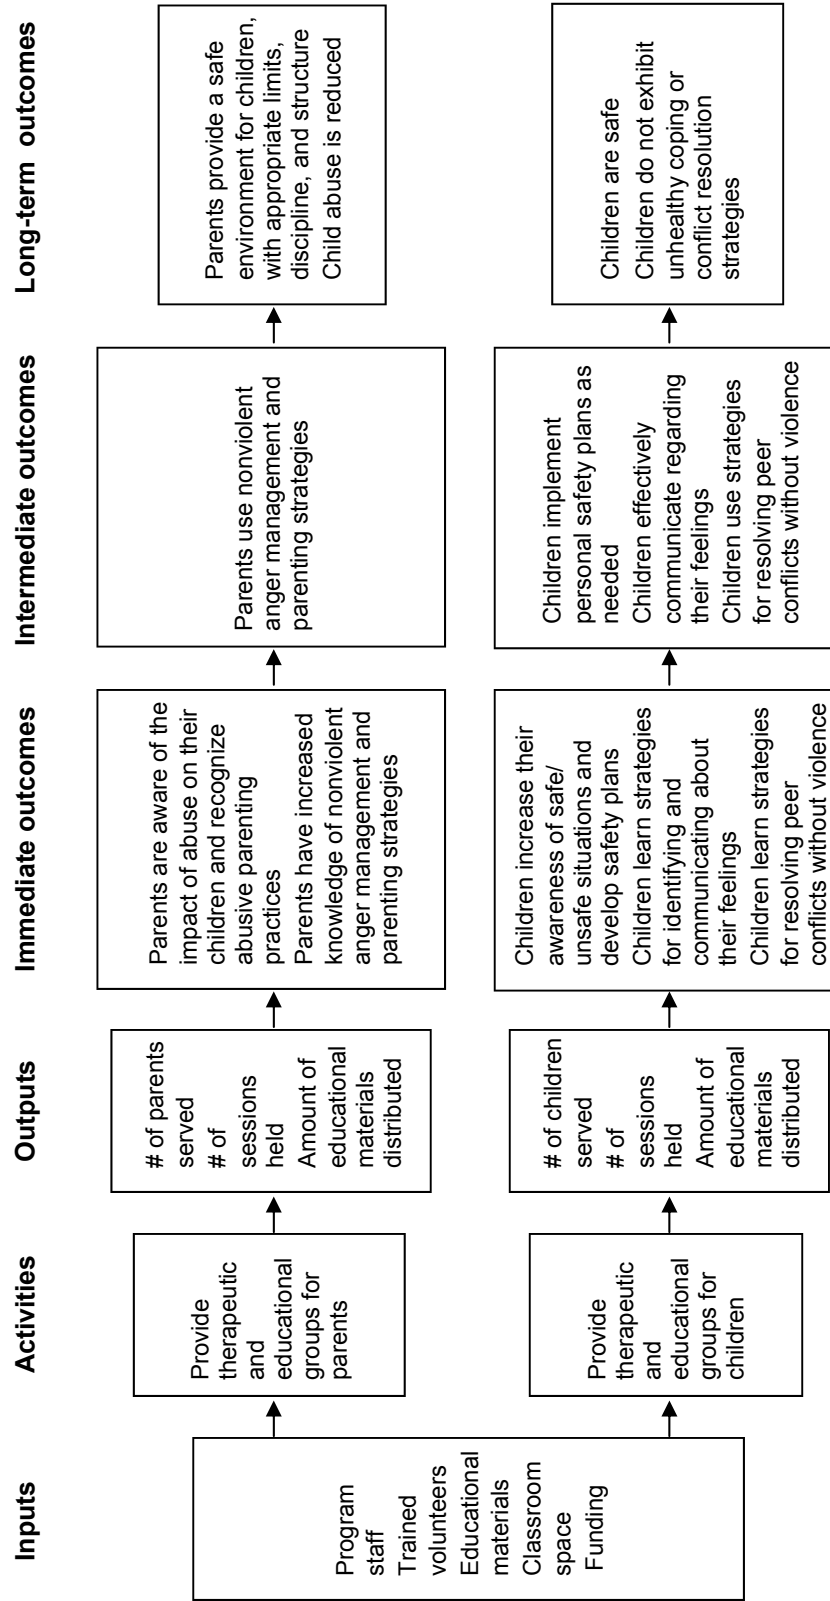 Inputs
Activities
Outputs
Immediate outcomes
Intermediate outcomes
Long-term outcomes
Program
staff
Trained
volunteers
Educational
materials
Classroom
space
Funding
Provide
therapeutic
and
educational
groups for
parents
# of parents
served
# of
sessions
held
Amount of
educational
materials
distributed
Parents are aware of the
impact of abuse on their
children and recognize
abusive parenting
practices
Parents have increased
knowledge of nonviolent
anger management and
parenting strategies
Parents use nonviolent
anger management and
parenting strategies
Parents provide a safe
environment for children,
with appropriate limits,
discipline, and structure
Child abuse is reduced
Provide
therapeutic
and
educational
groups for
children
# of children
served
# of
sessions
held
Amount of
educational
materials
distributed
Children increase their
awareness of safe/
unsafe situations and
develop safety plans
Children learn strategies
for identifying and
communicating about
their feelings
Children learn strategies
for resolving peer
conflicts without violence
Children implement
personal safety plans as
needed
Children effectively
communicate regarding
their feelings
Children use strategies
for resolving peer
conflicts without violence
Children are safe
Children do not exhibit
unhealthy coping or
conflict resolution
strategies